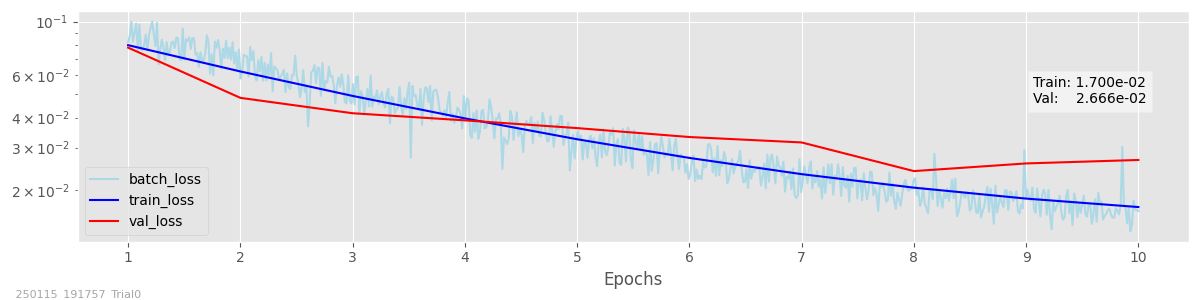 10⁻¹
6 × 10⁻²
4 × 10⁻²
3 × 10⁻²
2 × 10⁻²
Train: 1.700e-02
Val: 2.666e-02
batch_loss
train_loss
val_loss
1 2 3 4 5 6 7 8 9 10
Epochs
250115_191757_Trial0